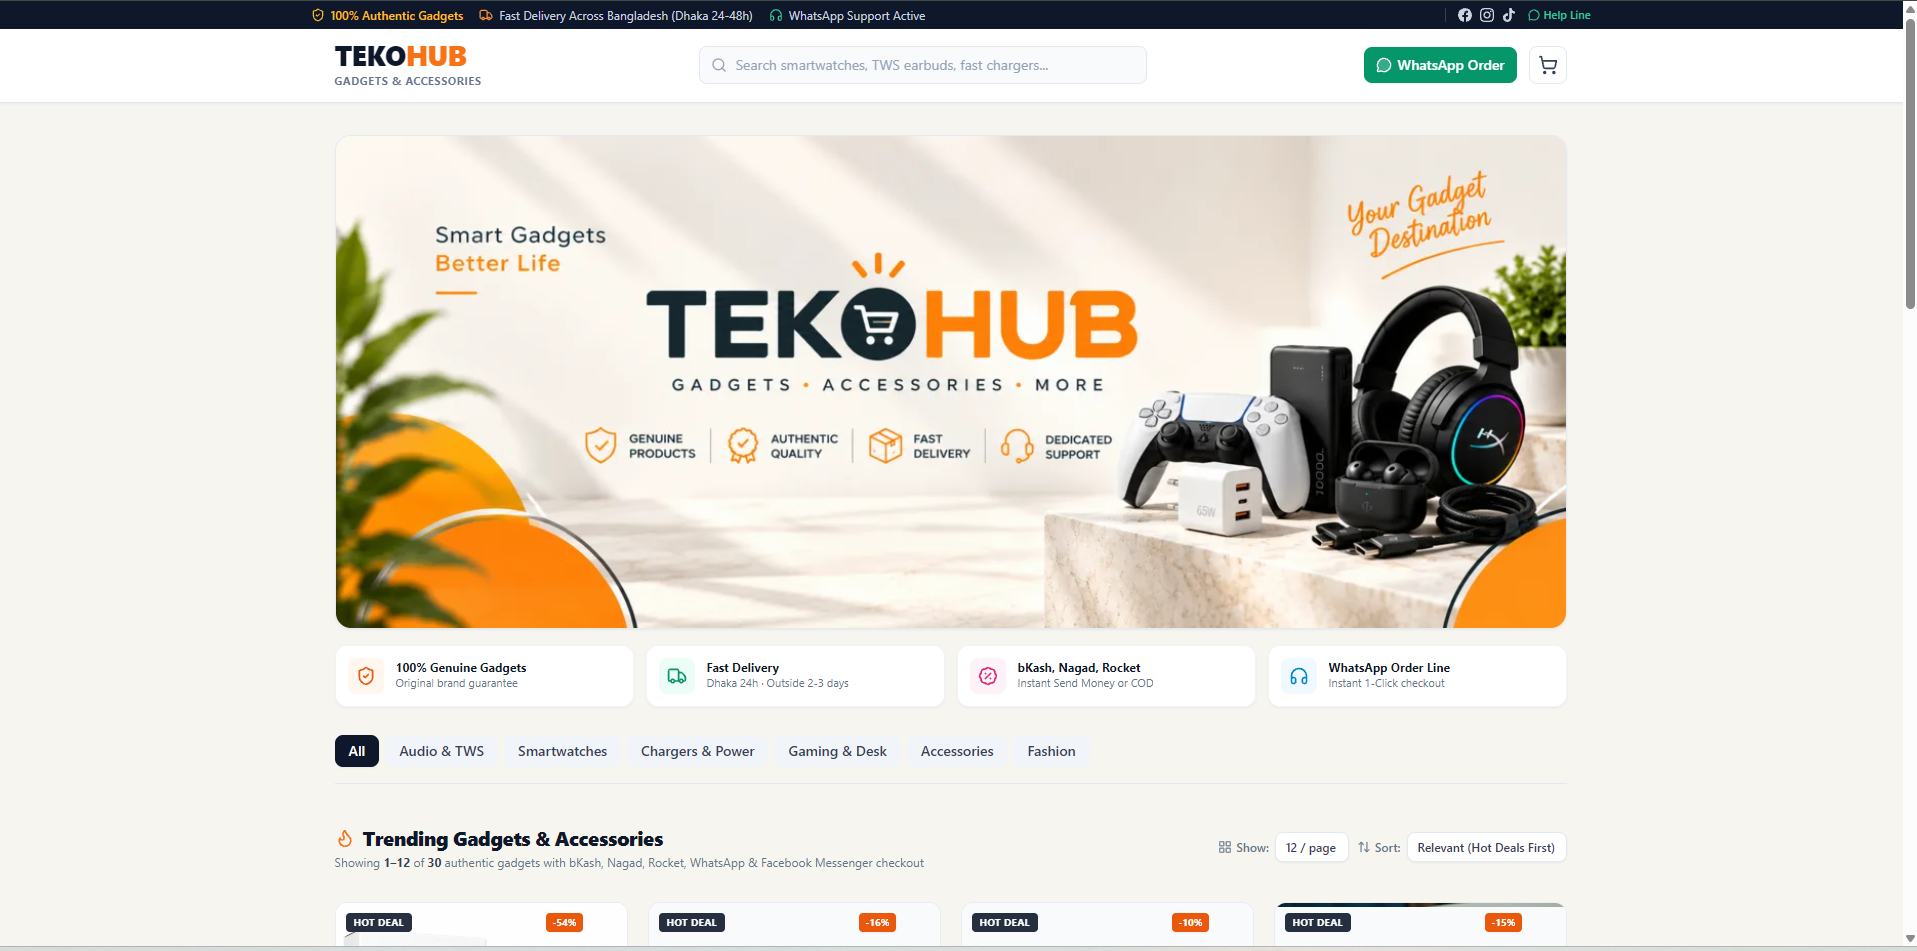 100% Authentic Gadgets
Fast Delivery Across Bangladesh (Dhaka 24-48h)
WhatsApp Support Active
Help Line
TEKOHUB
GADGETS & ACCESSORIES
Search smartwatches, TWS earbuds, fast chargers...
WhatsApp Order
Smart Gadgets
Better Life
Your Gadget
Destination
TEKOHUB
GADGETS • ACCESSORIES • MORE
GENUINE
PRODUCTS
AUTHENTIC
QUALITY
FAST
DELIVERY
DEDICATED
SUPPORT
65W
100% Genuine Gadgets
Original brand guarantee
Fast Delivery
Dhaka 24h · Outside 2-3 days
bKash, Nagad, Rocket
Instant Send Money or COD
WhatsApp Order Line
Instant 1-Click checkout
All
Audio & TWS
Smartwatches
Chargers & Power
Gaming & Desk
Accessories
Fashion
Trending Gadgets & Accessories
Showing 1–12 of 30 authentic gadgets with bKash, Nagad, Rocket, WhatsApp & Facebook Messenger checkout
Show:
12 / page
Sort:
Relevant (Hot Deals First)
HOT DEAL
-54%
HOT DEAL
-16%
HOT DEAL
-10%
HOT DEAL
-15%